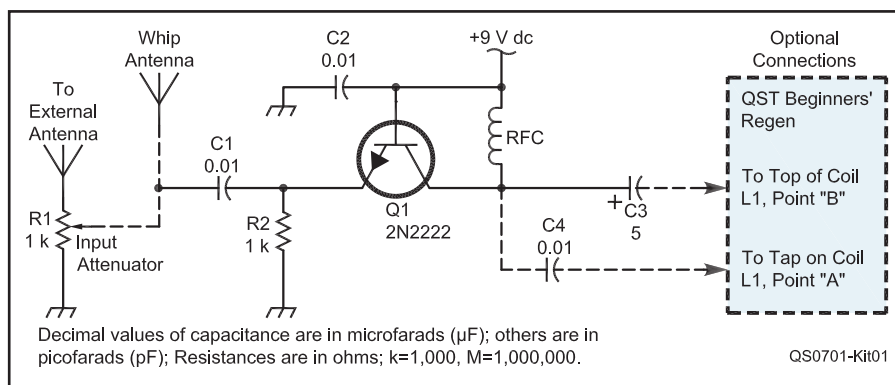 To
External
Antenna
Whip
Antenna
R1
1 k
Input
Attenuator
C1
0.01
R2
1 k
C2
0.01
+9 V dc
RFC
Q1
2N2222
+
C3
5
C4
0.01
Optional
Connections
QST Beginners'
Regen
To Top of Coil
L1, Point "B"
To Tap on Coil
L1, Point "A"
Decimal values of capacitance are in microfarads (µF); others are in
picofarads (pF); Resistances are in ohms; k=1,000, M=1,000,000.
QS0701-Kit01